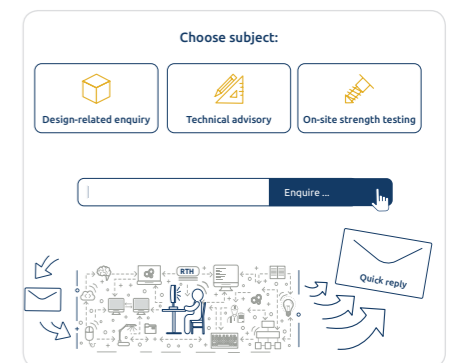 Choose subject:
Design-related enquiry
Technical advisory
On-site strength testing
Enquire ...
RTH
Quick reply